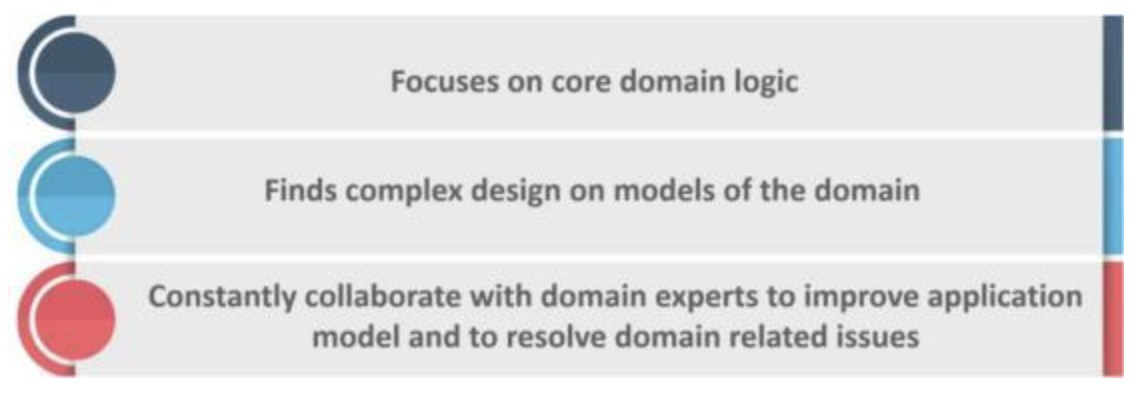 Focuses on core domain logic
Finds complex design on models of the domain
Constantly collaborate with domain experts to improve application
model and to resolve domain related issues